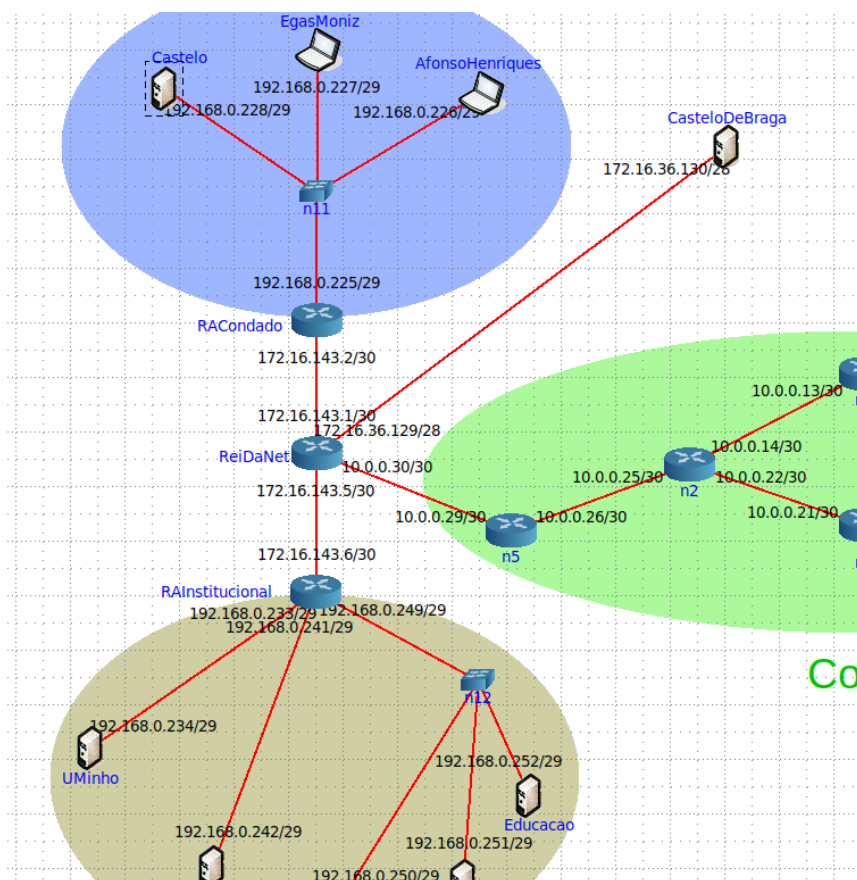 EgasMoniz
Castelo
AfonsoHenriques
192.168.0.227/29
192.168.0.228/29
192.168.0.226/29
CasteloDeBraga
172.16.36.130/28
n11
192.168.0.225/29
RACondado
172.16.143.2/30
10.0.0.13/30
172.16.143.1/30
172.16.36.129/28
10.0.0.14/30
ReiDaNet
10.0.0.30/30
10.0.0.25/30
n2
10.0.0.22/30
172.16.143.5/30
10.0.0.29/30
10.0.0.26/30
10.0.0.21/30
n5
172.16.143.6/30
RAInstitucional
192.168.0.233/29
192.168.0.249/29
192.168.0.241/29
Co
n12
192.168.0.234/29
192.168.0.252/29
UMinho
Educacao
192.168.0.242/29
192.168.0.251/29
192.168.0.250/29